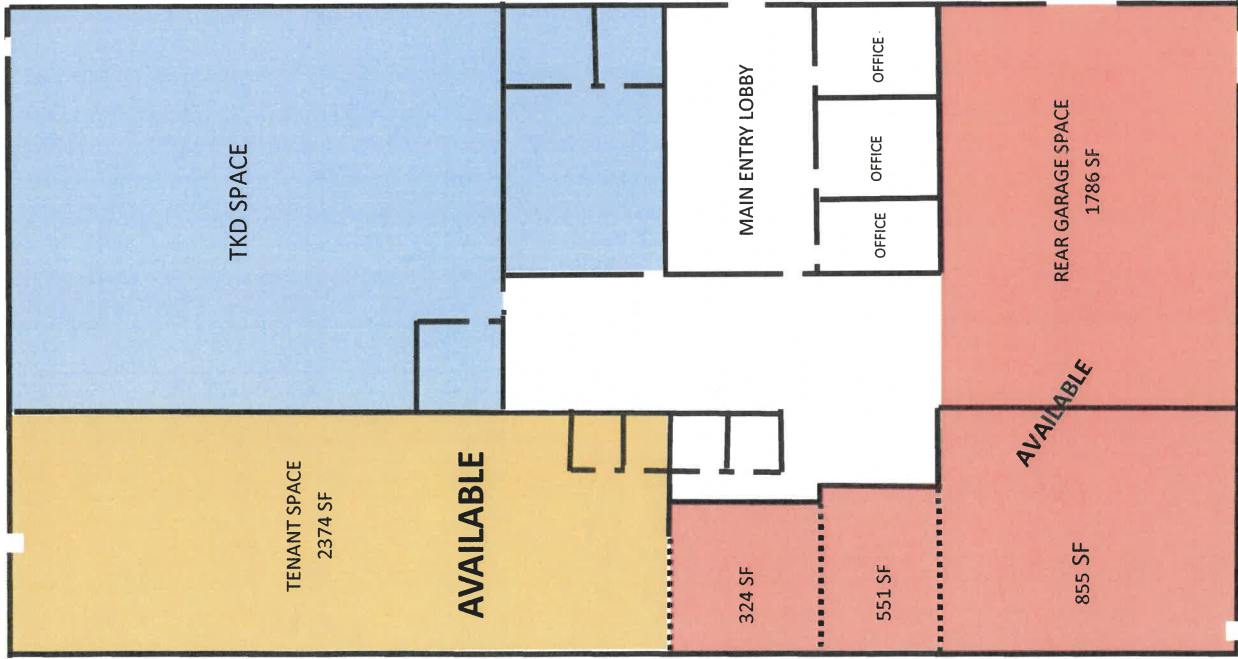 TKD SPACE
MAIN ENTRY LOBBY
OFFICE
OFFICE
OFFICE
REAR GARAGE SPACE
1786 SF
TENANT SPACE
2374 SF
AVAILABLE
AVAILABLE
324 SF
551 SF
855 SF